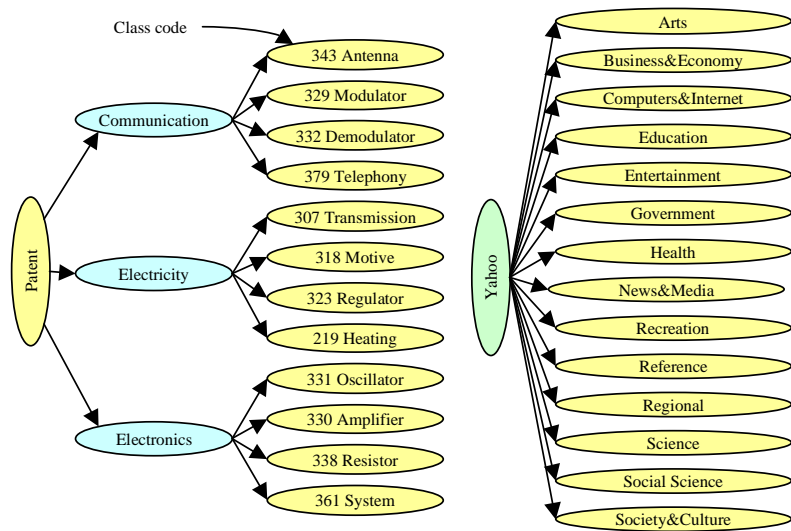 Class code
Patent
Communication
343 Antenna
329 Modulator
332 Demodulator
379 Telephony
Electricity
307 Transmission
318 Motive
323 Regulator
219 Heating
Electronics
331 Oscillator
330 Amplifier
338 Resistor
361 System
Yahoo
Arts
Business&Economy
Computers&Internet
Education
Entertainment
Government
Health
News&Media
Recreation
Reference
Regional
Science
Social Science
Society&Culture